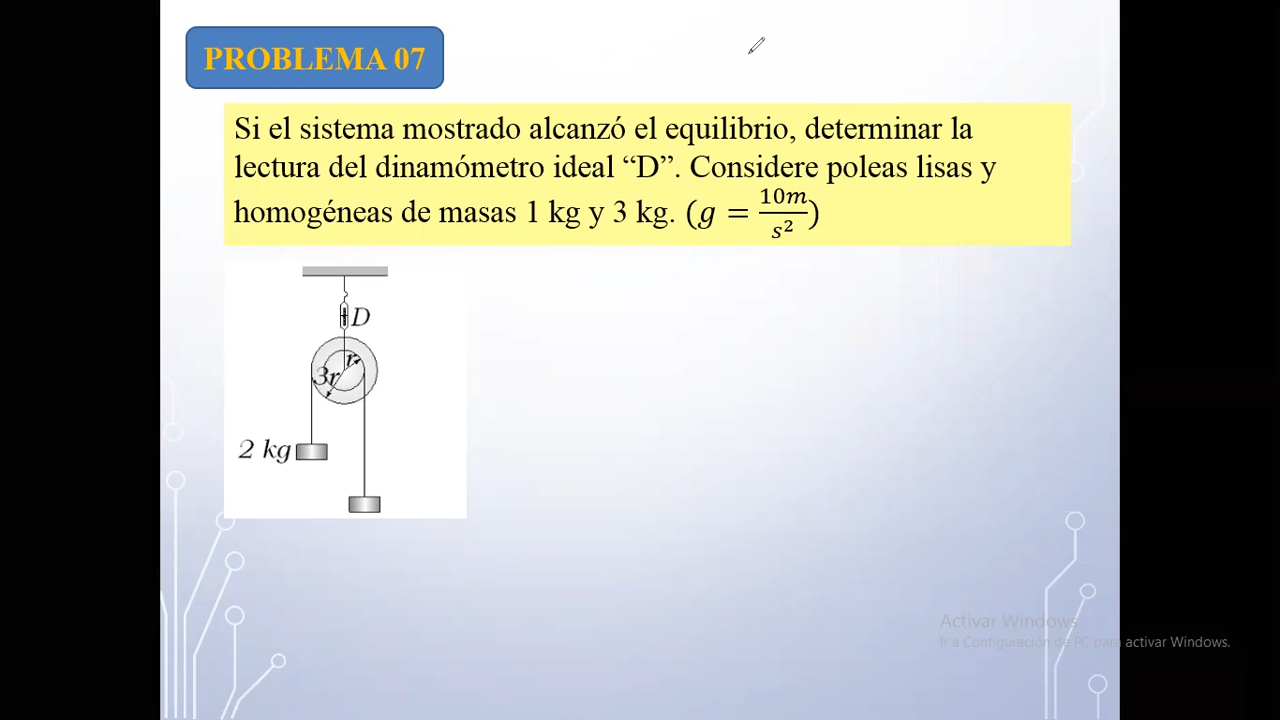 PROBLEMA 07
Si el sistema mostrado alcanzó el equilibrio, determinar la
lectura del dinamómetro ideal “D”. Considere poleas lisas y
homogéneas de masas 1 kg y 3 kg. (g = 10m/s²)
D
r
3r
2 kg
Activar Windows
Ir a Configuración de PC para activar Windows.